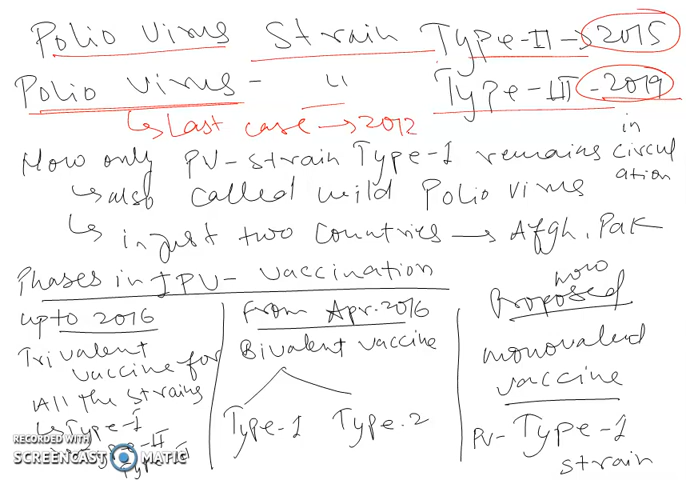 Polio virus Strain Type-II → 2015
Polio virus - " Type-III - 2019
↳ Last case → 2012
Now only PV-strain Type-1 remains in circulation
↳ also called wild Polio virus
↳ in just two Countries → Afgh, Pak
Phases in IPV - vaccination
upto 2016
Trivalent
vaccine for
All the strains
↳ Type-I
Type-II
Type
From Apr. 2016
Bivalent vaccine
Type-1 Type-2
now
Proposed
monovalent
vaccine
PV- Type-1
strain
RECORDED WITH
SCREENCAST MATIC